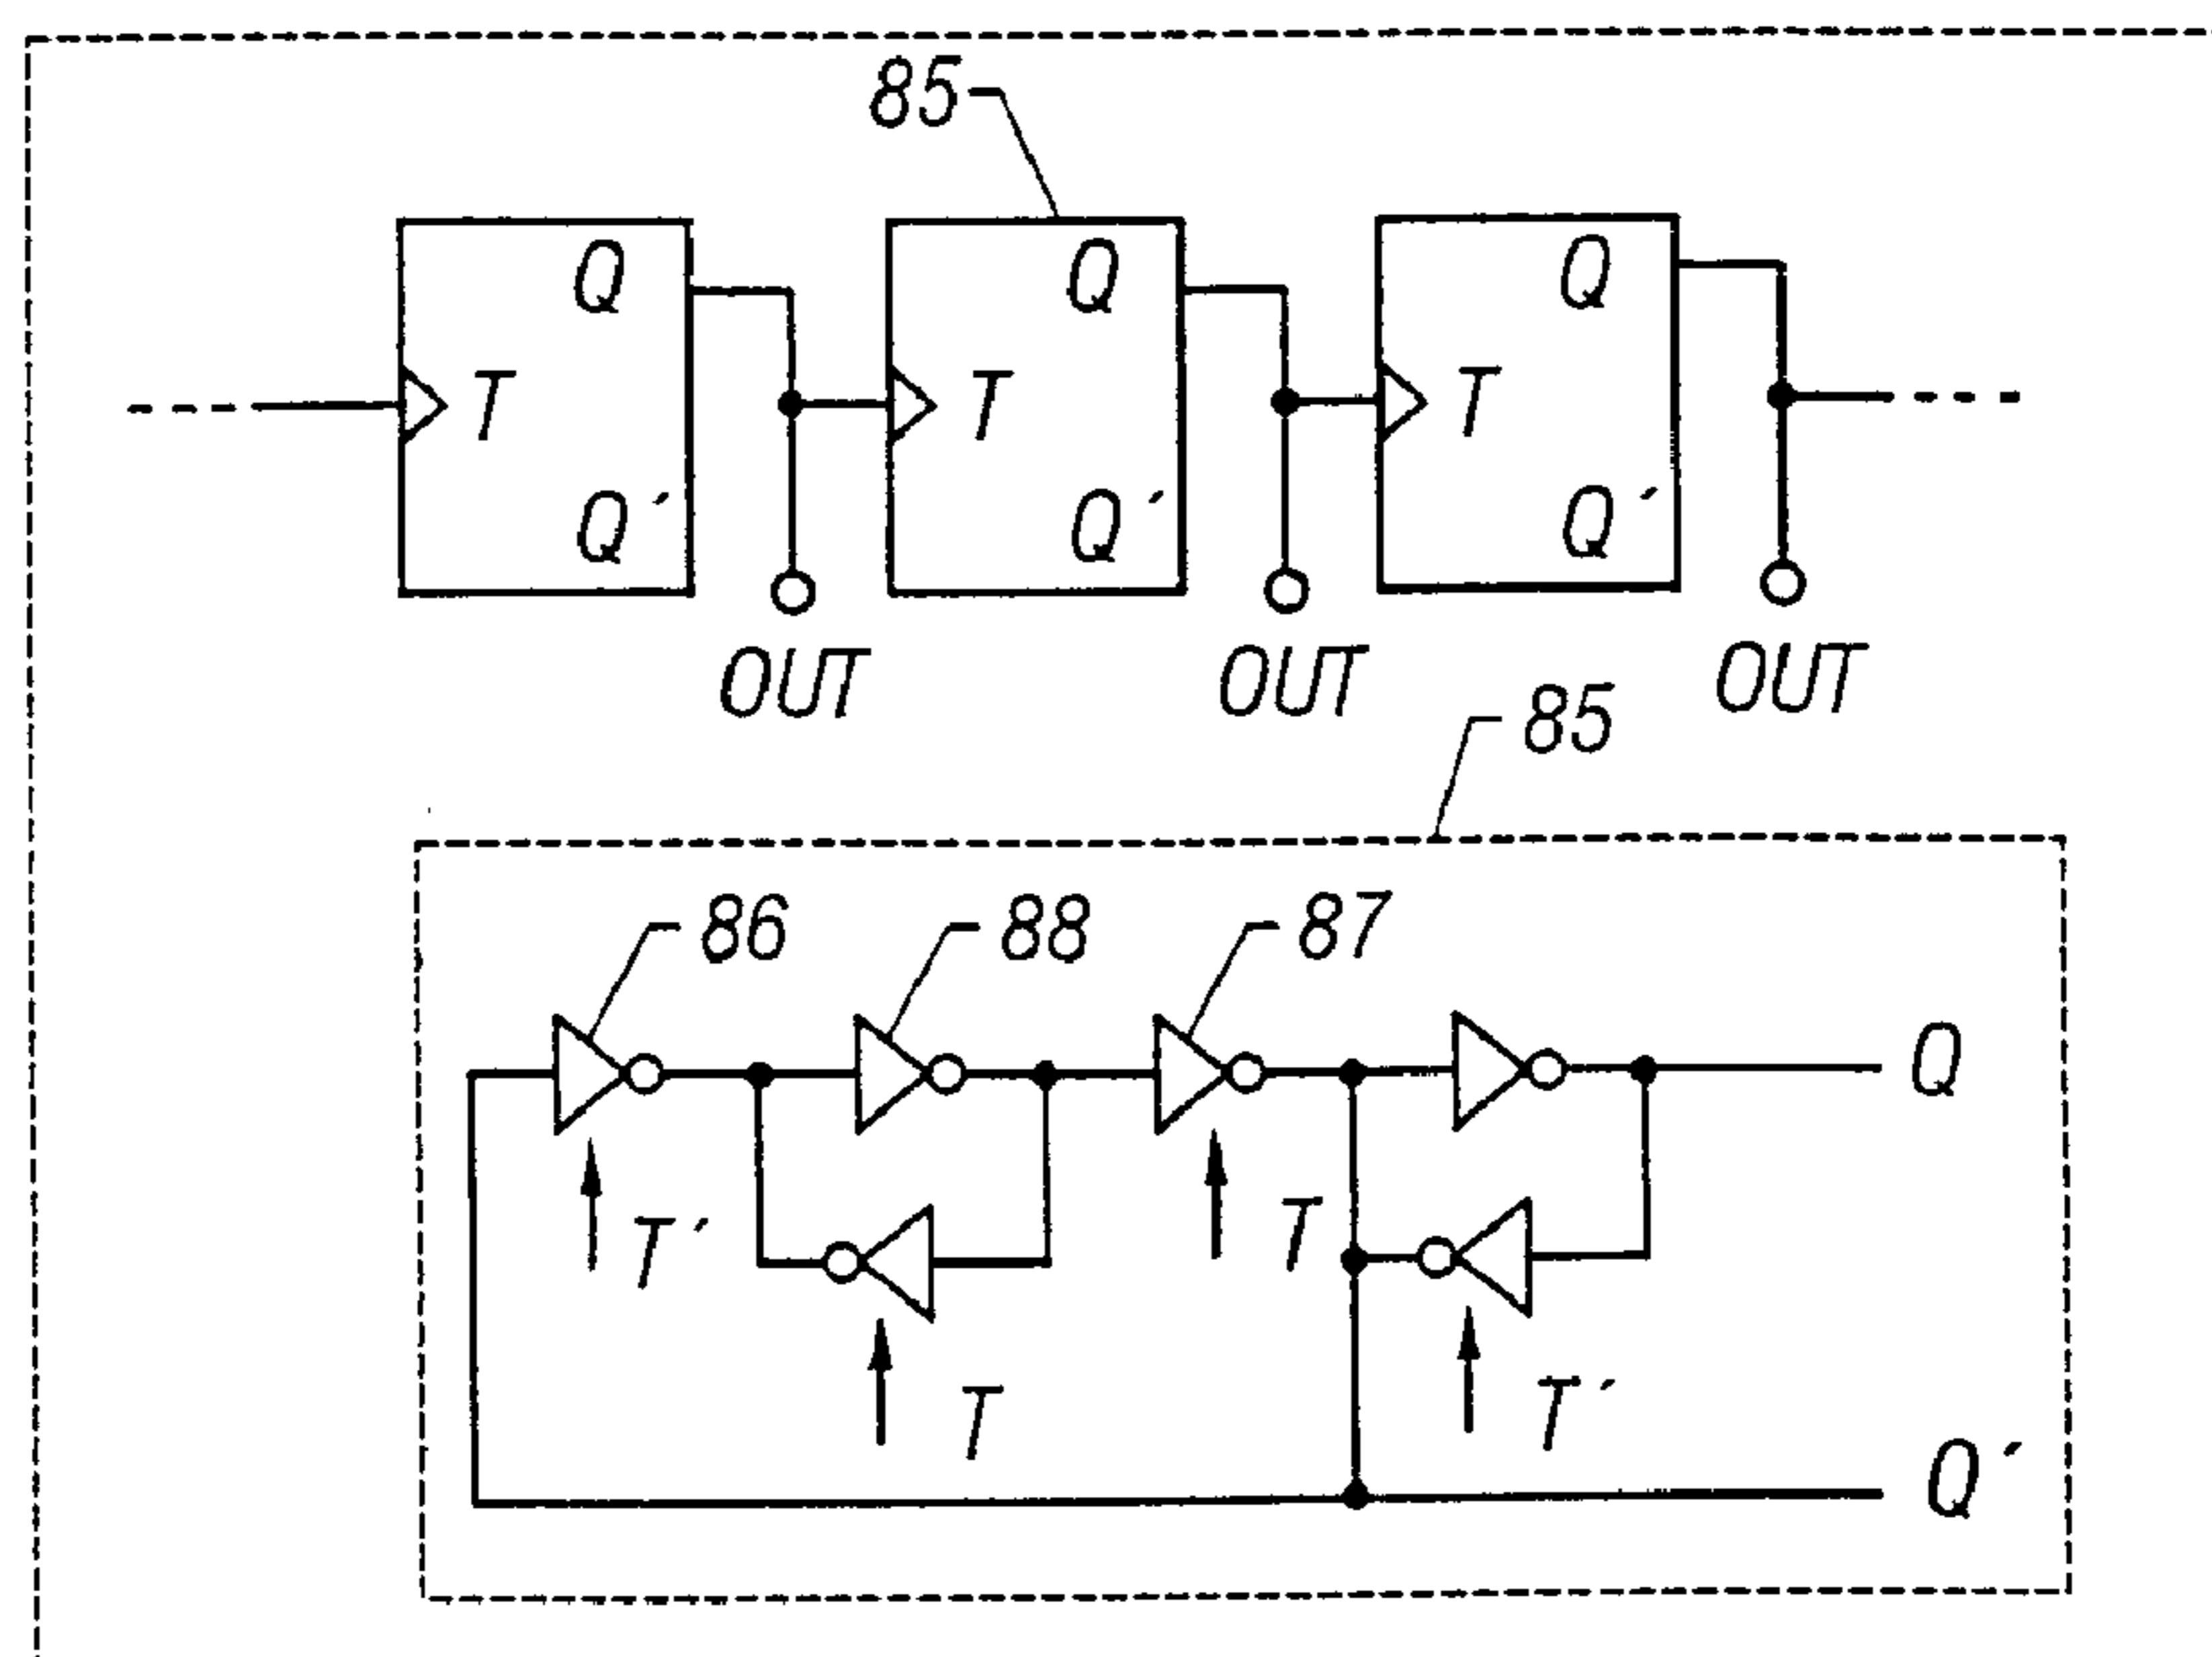 85
Q Q Q
T T T
Q′ Q′ Q′
OUT OUT OUT
85
86 88 87
Q
T′ T
T T′
Q′